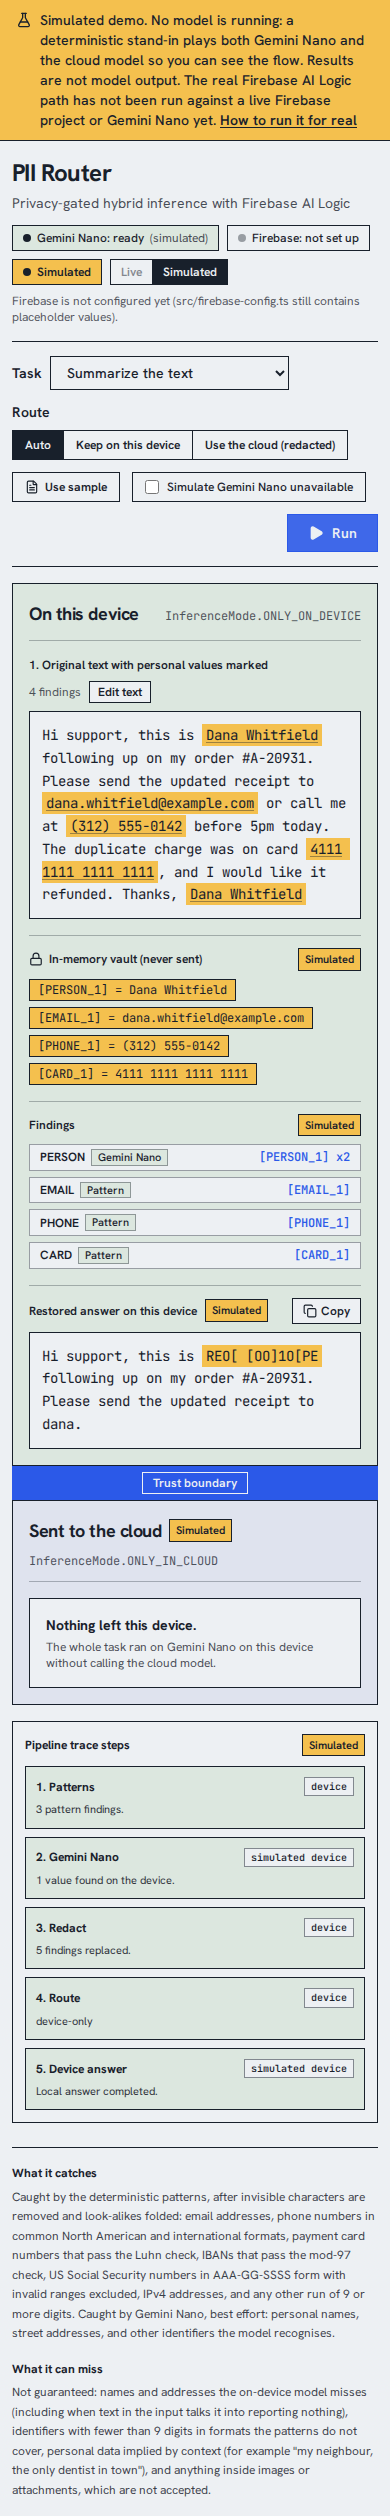 Simulated demo. No model is running: a
deterministic stand-in plays both Gemini Nano and
the cloud model so you can see the flow. Results
are not model output. The real Firebase AI Logic
path has not been run against a live Firebase
project or Gemini Nano yet. How to run it for real
PII Router
Privacy-gated hybrid inference with Firebase AI Logic
Gemini Nano: ready (simulated)
Firebase: not set up
Simulated
Live
Simulated
Firebase is not configured yet (src/firebase-config.ts still contains
placeholder values).
Task
Summarize the text
Route
Auto
Keep on this device
Use the cloud (redacted)
Use sample
Simulate Gemini Nano unavailable
Run
On this device
InferenceMode.ONLY_ON_DEVICE
1. Original text with personal values marked
4 findings
Edit text
Hi support, this is Dana Whitfield
following up on my order #A-20931.
Please send the updated receipt to
dana.whitfield@example.com or call me
at (312) 555-0142 before 5pm today.
The duplicate charge was on card 4111
1111 1111 1111, and I would like it
refunded. Thanks, Dana Whitfield
In-memory vault (never sent)
Simulated
[PERSON_1] = Dana Whitfield
[EMAIL_1] = dana.whitfield@example.com
[PHONE_1] = (312) 555-0142
[CARD_1] = 4111 1111 1111 1111
Findings
Simulated
PERSON
Gemini Nano
[PERSON_1] x2
EMAIL
Pattern
[EMAIL_1]
PHONE
Pattern
[PHONE_1]
CARD
Pattern
[CARD_1]
Restored answer on this device
Simulated
Copy
Hi support, this is REO[ [OO]1O[PE
following up on my order #A-20931.
Please send the updated receipt to
dana.
Trust boundary
Sent to the cloud
Simulated
InferenceMode.ONLY_IN_CLOUD
Nothing left this device.
The whole task ran on Gemini Nano on this device
without calling the cloud model.
Pipeline trace steps
Simulated
1. Patterns
device
3 pattern findings.
2. Gemini Nano
simulated device
1 value found on the device.
3. Redact
device
5 findings replaced.
4. Route
device
device-only
5. Device answer
simulated device
Local answer completed.
What it catches
Caught by the deterministic patterns, after invisible characters are
removed and look-alikes folded: email addresses, phone numbers in
common North American and international formats, payment card
numbers that pass the Luhn check, IBANs that pass the mod-97
check, US Social Security numbers in AAA-GG-SSSS form with
invalid ranges excluded, IPv4 addresses, and any other run of 9 or
more digits. Caught by Gemini Nano, best effort: personal names,
street addresses, and other identifiers the model recognises.
What it can miss
Not guaranteed: names and addresses the on-device model misses
(including when text in the input talks it into reporting nothing),
identifiers with fewer than 9 digits in formats the patterns do not
cover, personal data implied by context (for example "my neighbour,
the only dentist in town"), and anything inside images or
attachments, which are not accepted.